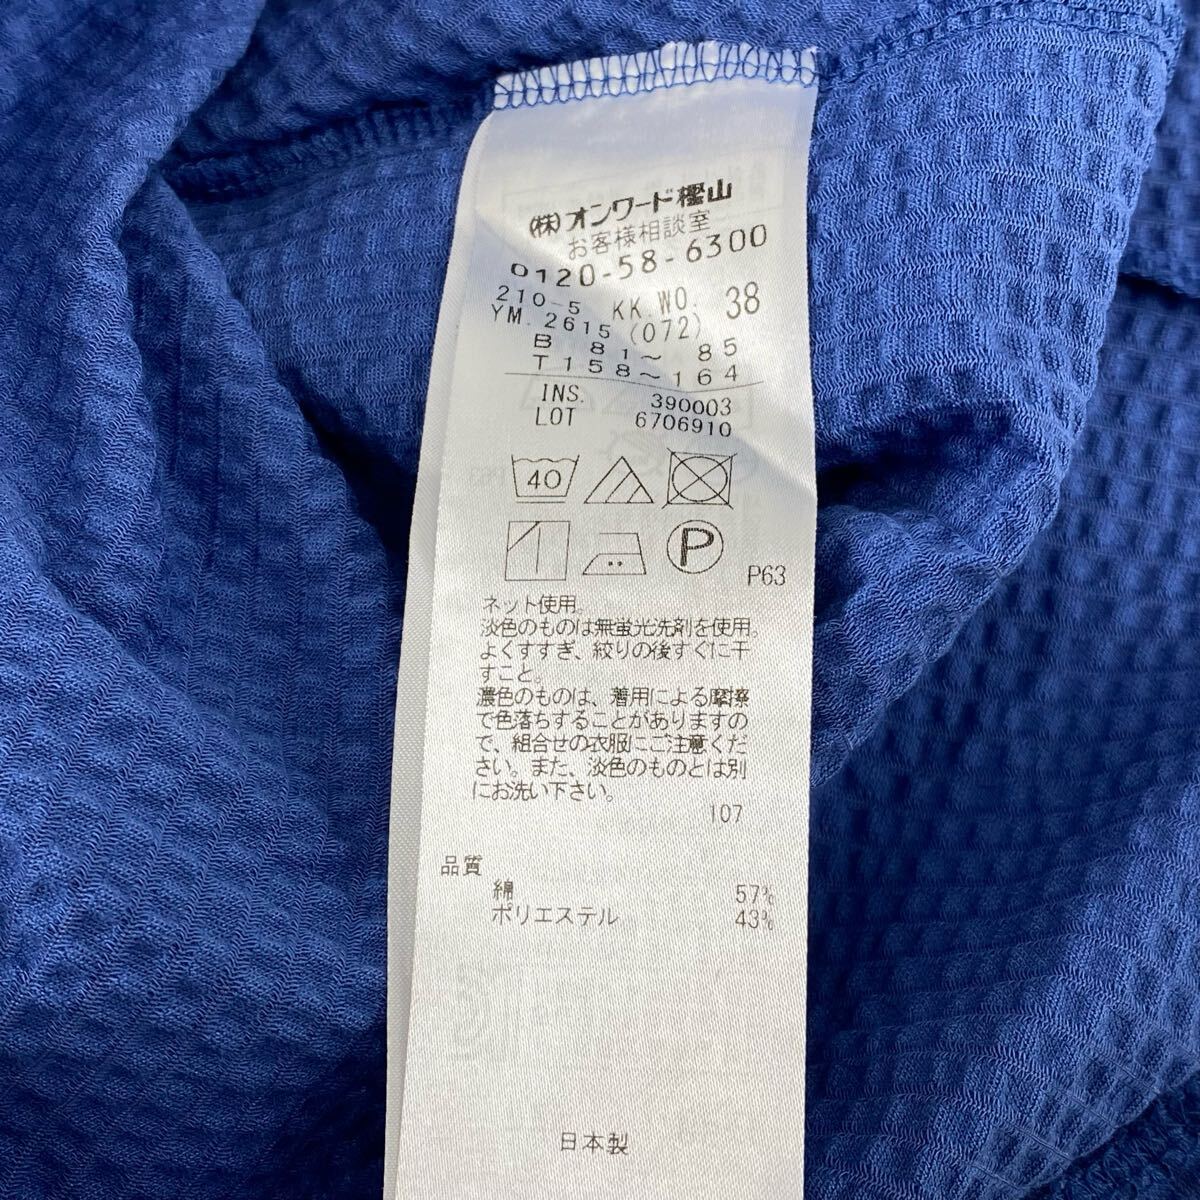 (株)オンワード樫山
お客様相談室
0120-58-6300
210-5 KK.WO. 38
YM.2615 (072)
B 81～ 85
T158～164
INS. 390003
LOT 6706910
40
P
P63
ネット使用。
淡色のものは無蛍光洗剤を使用。
よくすすぎ、絞りの後すぐに干
すこと。
濃色のものは、着用による摩擦
で色落ちすることがありますの
で、組合せの衣服にご注意くだ
さい。また、淡色のものとは別
にお洗い下さい。
107
品質
綿 57%
ポリエステル 43%
日本製